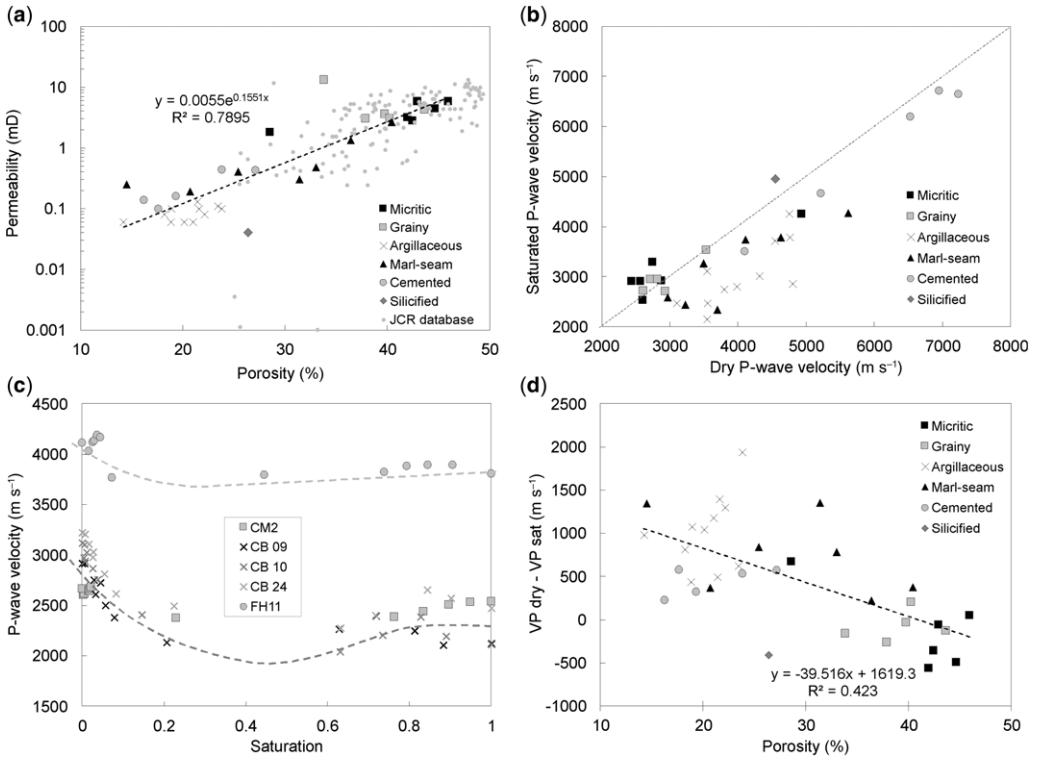 (a)
100
10
1
0.1
0.01
0.001
Permeability (mD)
y = 0.0055e^0.1551x
R² = 0.7895
Micritic
Grainy
Argillaceous
Marl-seam
Cemented
Silicified
JCR database
10 20 30 40 50
Porosity (%)
(b)
8000
7000
6000
5000
4000
3000
2000
Saturated P-wave velocity (m s⁻¹)
Micritic
Grainy
Argillaceous
Marl-seam
Cemented
Silicified
2000 3000 4000 5000 6000 7000 8000
Dry P-wave velocity (m s⁻¹)
(c)
4500
4000
3500
3000
2500
2000
1500
P-wave velocity (m s⁻¹)
CM2
CB 09
CB 10
CB 24
FH11
0 0.2 0.4 0.6 0.8 1
Saturation
(d)
2500
2000
1500
1000
500
0
-500
-1000
VP dry - VP sat (m s⁻¹)
Micritic
Grainy
Argillaceous
Marl-seam
Cemented
Silicified
y = -39.516x + 1619.3
R² = 0.423
10 20 30 40 50
Porosity (%)